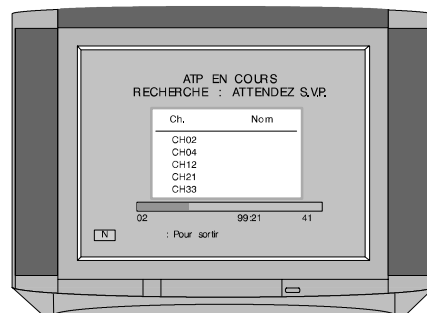 ATP EN COURS
RECHERCHE : ATTENDEZ S.V.P.
Ch. Nom
CH02
CH04
CH12
CH21
CH33
02 99:21 41
N : Pour sortir